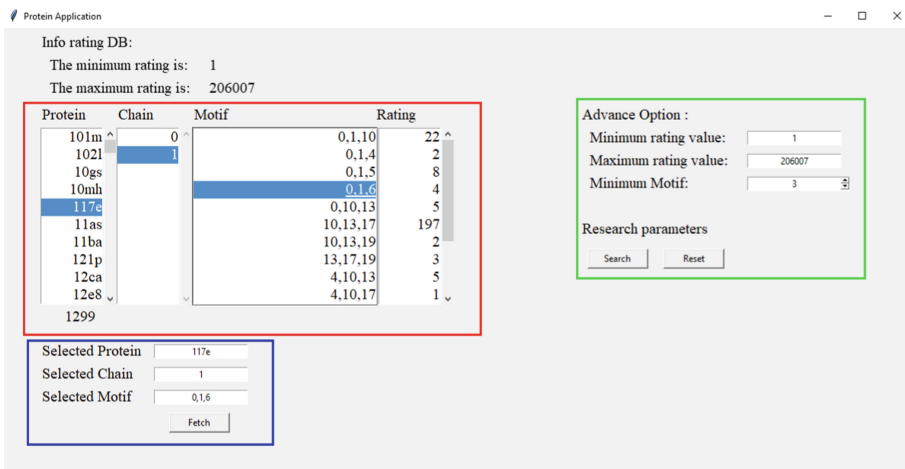 Protein Application
Info rating DB:
The minimum rating is: 1
The maximum rating is: 206007
Protein Chain Motif Rating
101m 0 0,1,10 22
102l 1 0,1,4 2
10gs 0,1,5 8
10mh 0,1,6 4
117e 0,10,13 5
11as 10,13,17 197
11ba 10,13,19 2
121p 13,17,19 3
12ca 4,10,13 5
12e8 4,10,17 1
1299
Selected Protein 117e
Selected Chain 1
Selected Motif 0,1,6
Fetch
Advance Option :
Minimum rating value: 1
Maximum rating value: 206007
Minimum Motif: 3
Research parameters
Search Reset